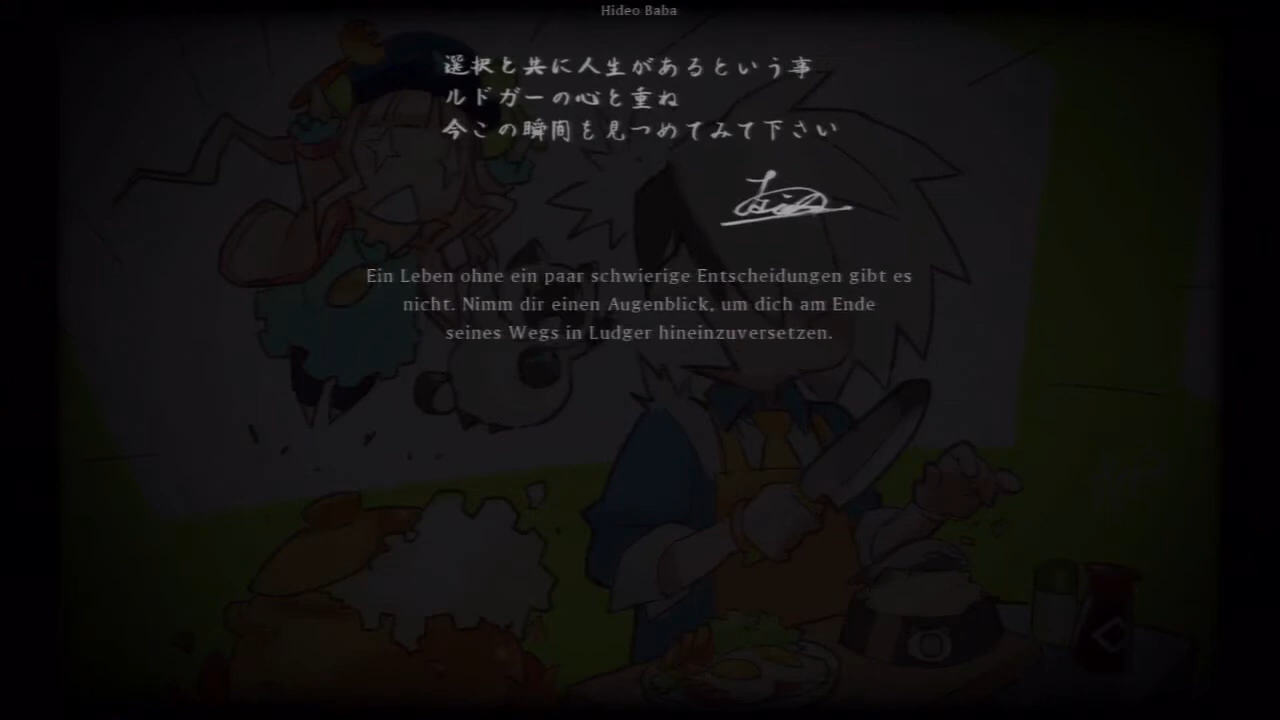 Hideo Baba
選択と共に人生があるという事
ルドガーの心と重ね
今この瞬間を見つめてみて下さい
Ein Leben ohne ein paar schwierige Entscheidungen gibt es
nicht. Nimm dir einen Augenblick, um dich am Ende
seines Wegs in Ludger hineinzuversetzen.